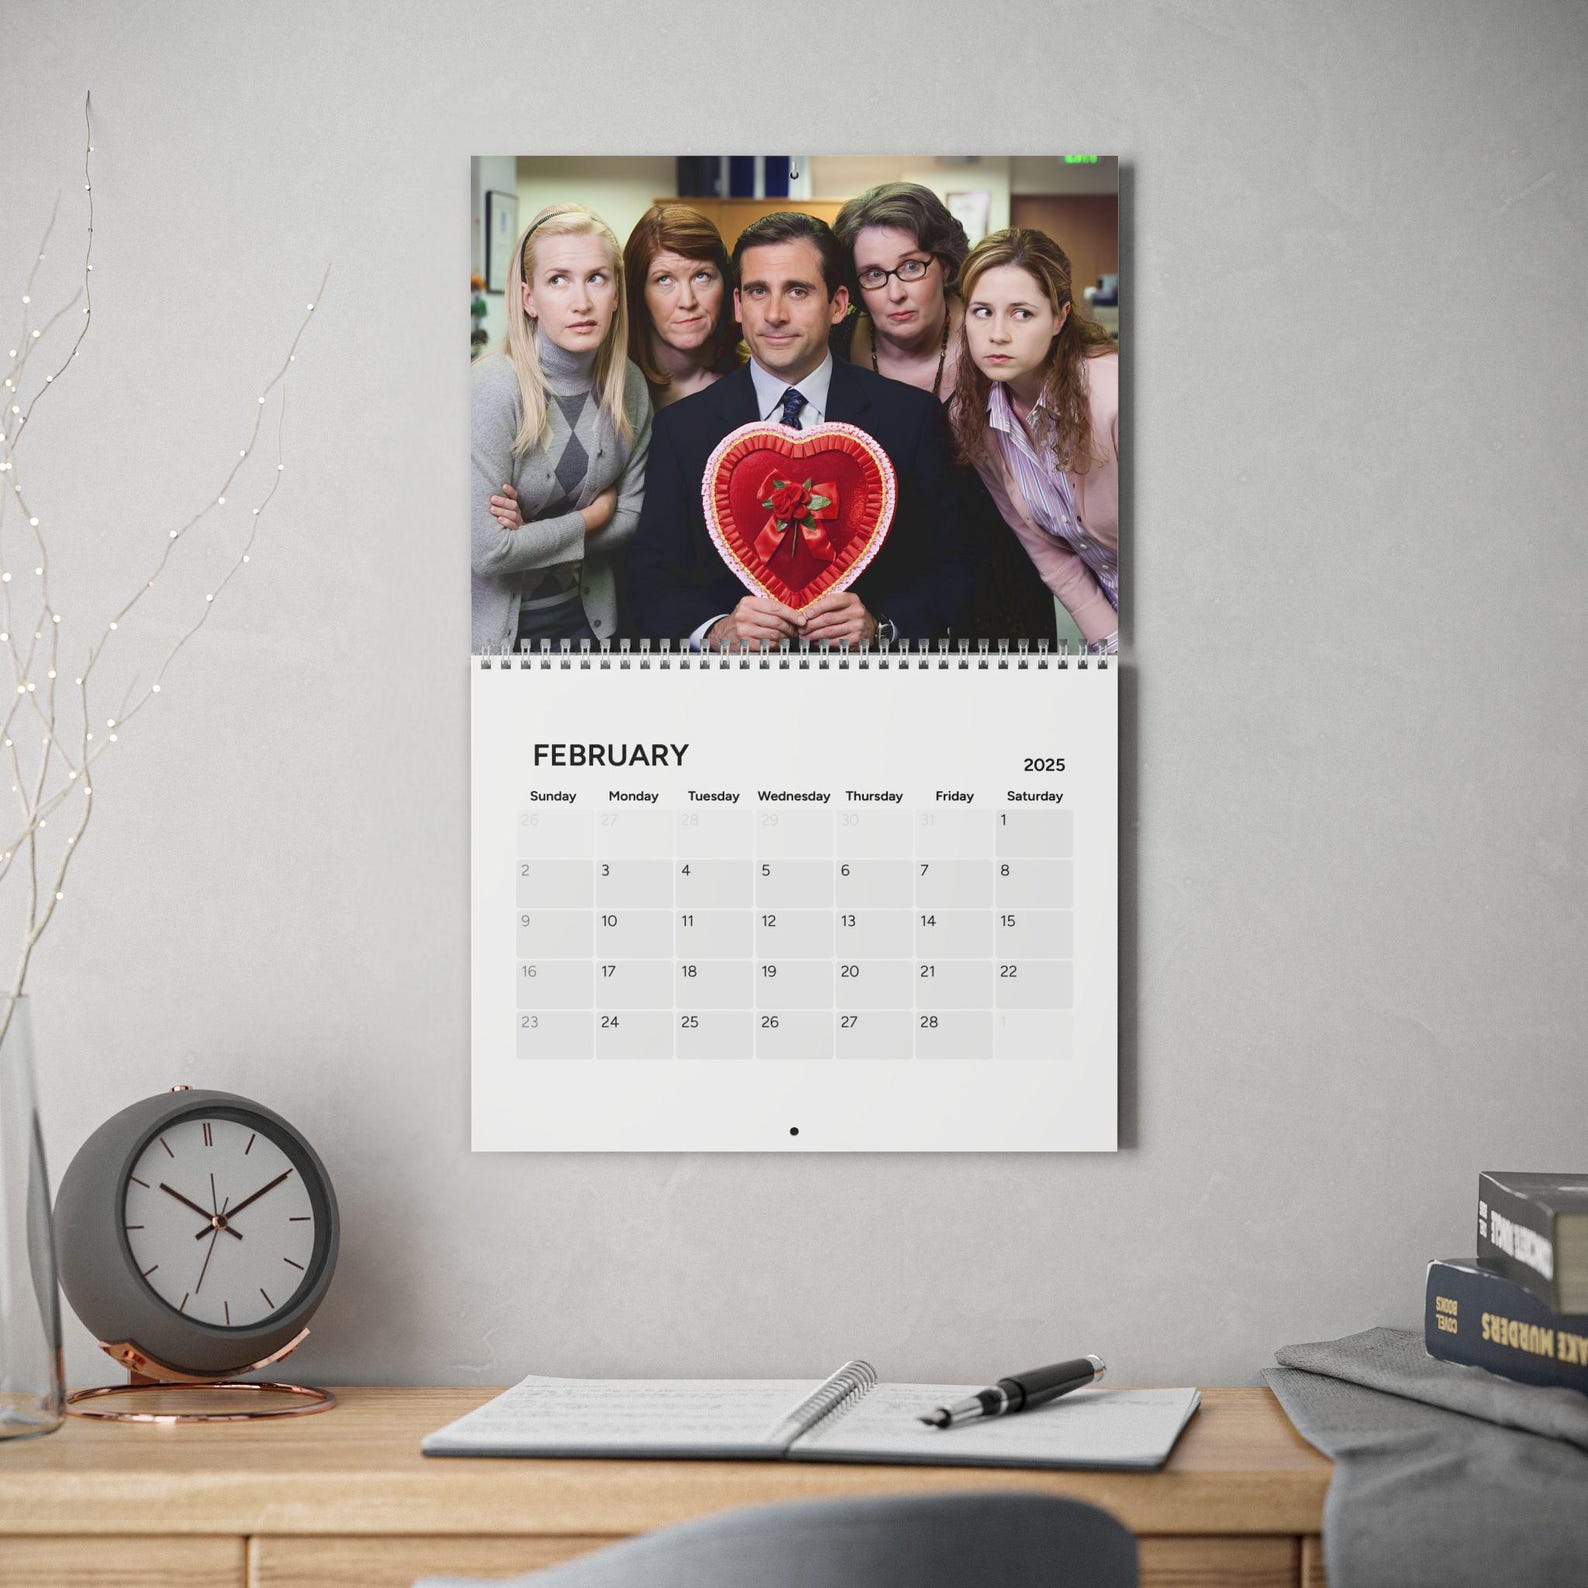 FEBRUARY
2025
Sunday Monday Tuesday Wednesday Thursday Friday Saturday
26 27 28 29 30 31 1
2 3 4 5 6 7 8
9 10 11 12 13 14 15
16 17 18 19 20 21 22
23 24 25 26 27 28 1
COVEL
BOOKS
AKE MURDERS